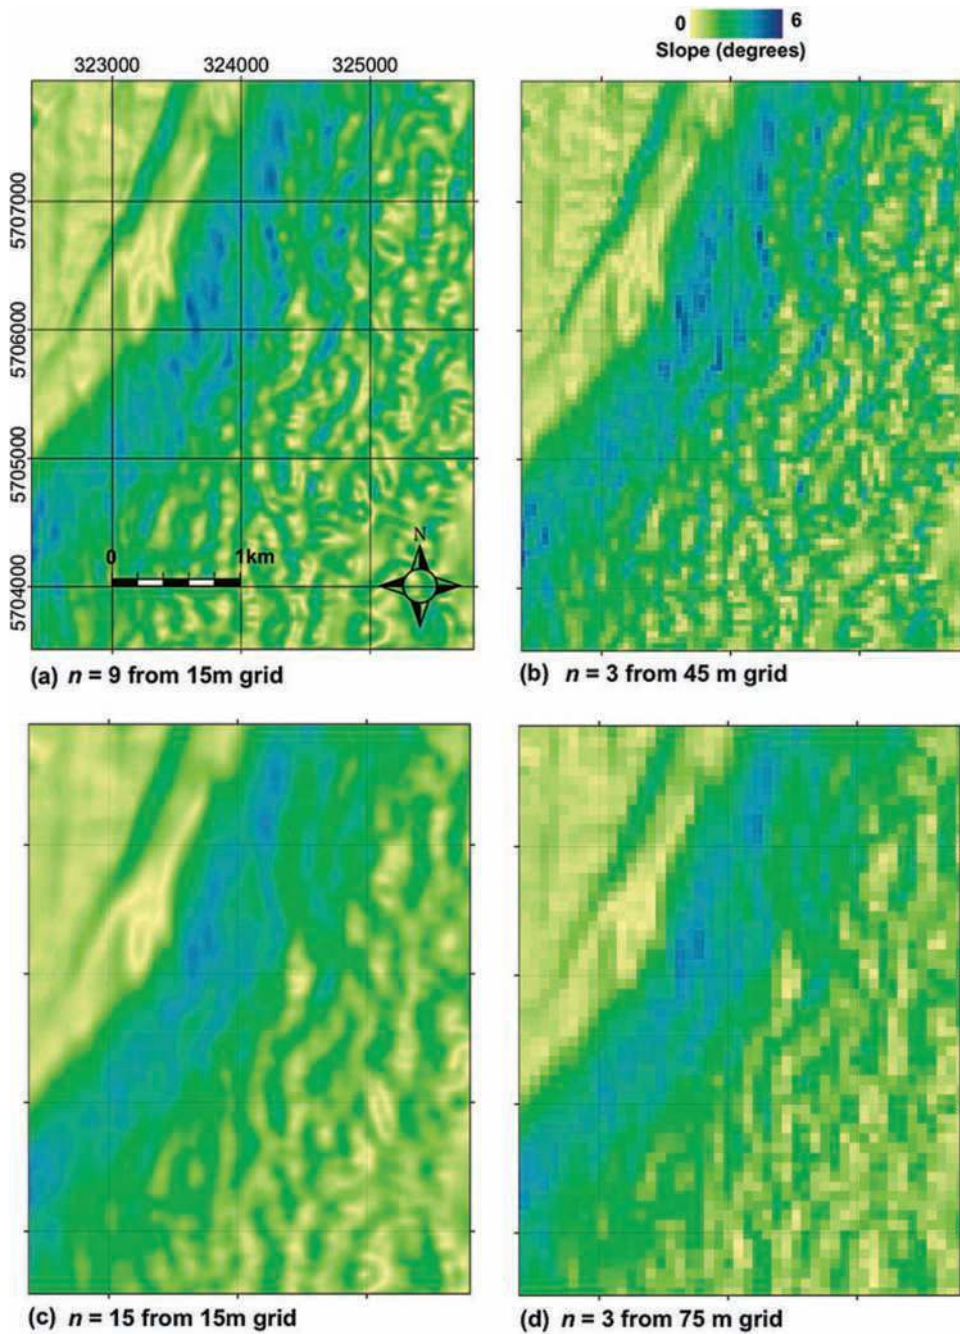 0 6
Slope (degrees)
323000 324000 325000
5707000
5706000
5705000
5704000
0 1km
N
(a) n = 9 from 15m grid
(b) n = 3 from 45 m grid
(c) n = 15 from 15m grid
(d) n = 3 from 75 m grid